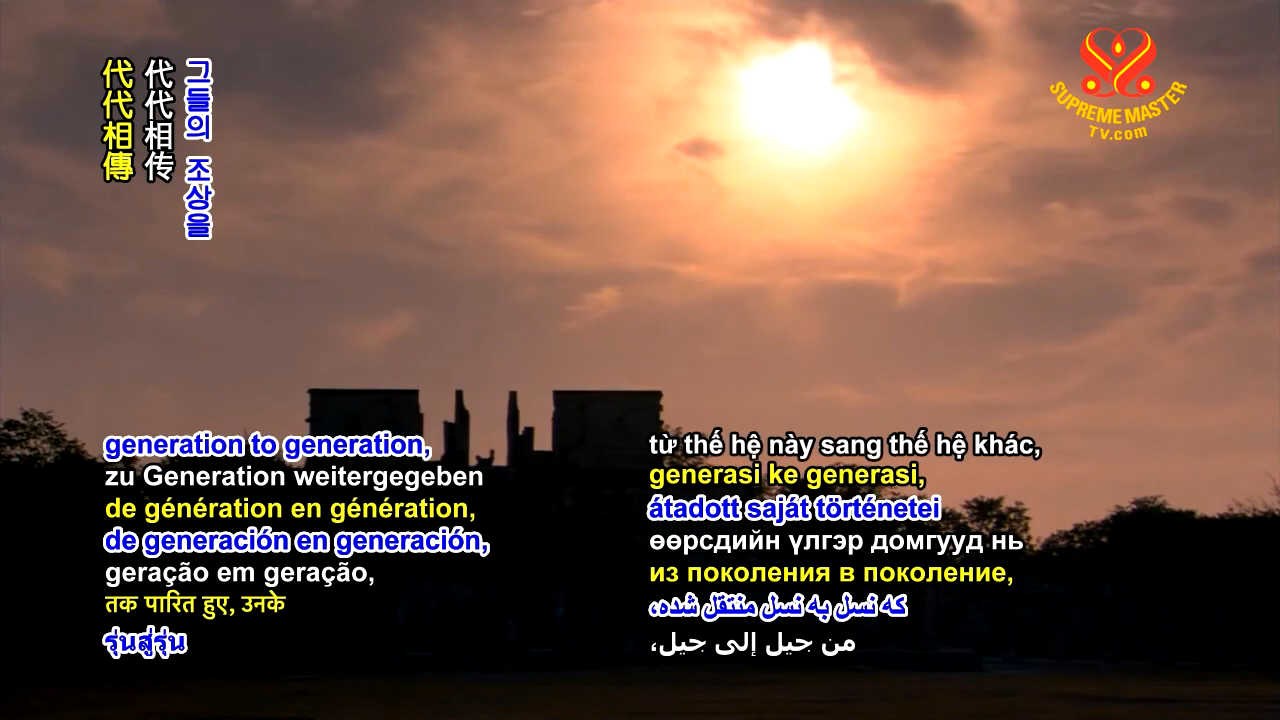 代代相傳
代代相传
그들의 조상을
SUPREME MASTER
TV.com
generation to generation,
zu Generation weitergegeben
de génération en génération,
de generación en generación,
geração em geração,
तक पारित हुए, उनके
รุ่นสู่รุ่น
từ thế hệ này sang thế hệ khác,
generasi ke generasi,
átadott saját történetei
өөрсдийн үлгэр домгууд нь
из поколения в поколение,
که نسل به نسل منتقل شده،
من جيل إلى جيل،